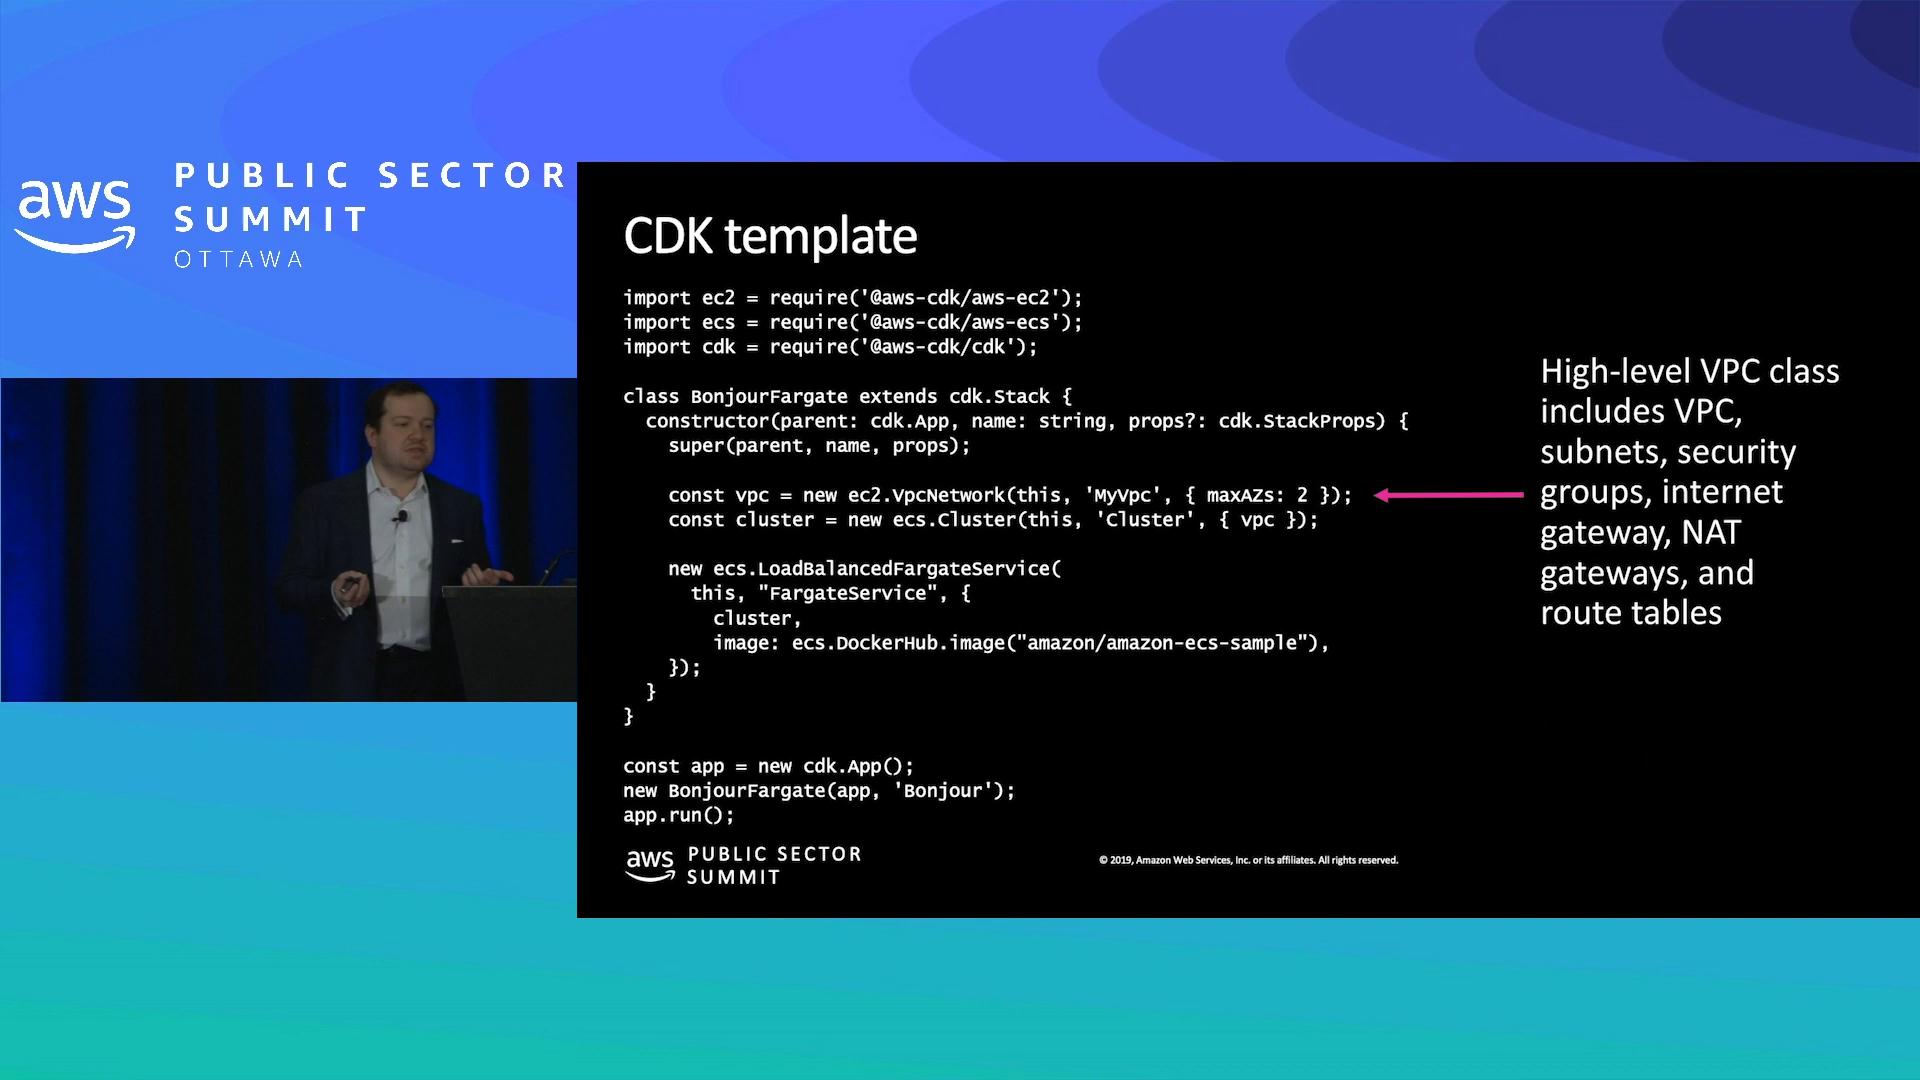 aws
PUBLIC SECTOR
SUMMIT
OTTAWA
CDK template
import ec2 = require('@aws-cdk/aws-ec2');
import ecs = require('@aws-cdk/aws-ecs');
import cdk = require('@aws-cdk/cdk');
class BonjourFargate extends cdk.Stack {
constructor(parent: cdk.App, name: string, props?: cdk.StackProps) {
super(parent, name, props);
const vpc = new ec2.VpcNetwork(this, 'MyVpc', { maxAZs: 2 });
const cluster = new ecs.Cluster(this, 'Cluster', { vpc });
new ecs.LoadBalancedFargateService(
this, "FargateService", {
cluster,
image: ecs.DockerHub.image("amazon/amazon-ecs-sample"),
});
}
}
const app = new cdk.App();
new BonjourFargate(app, 'Bonjour');
app.run();
High-level VPC class
includes VPC,
subnets, security
groups, internet
gateway, NAT
gateways, and
route tables
aws
PUBLIC SECTOR
SUMMIT
© 2019, Amazon Web Services, Inc. or its affiliates. All rights reserved.